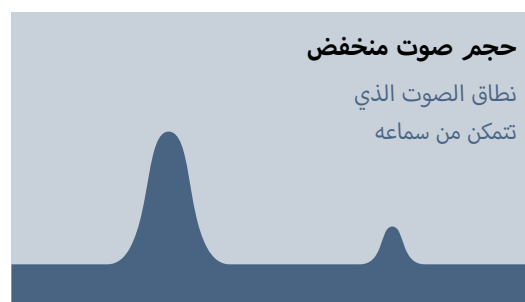 حجم صوت منخفض
نطاق الصوت الذي
تتمكن من سماعه